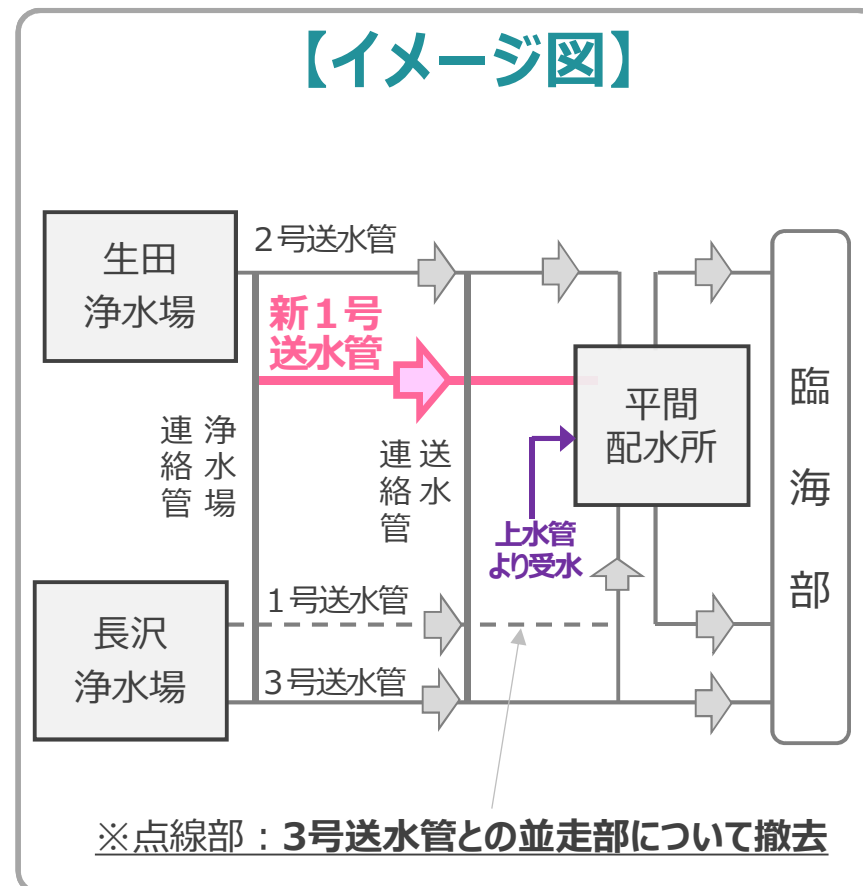 【イメージ図】
生田
浄水場
2号送水管
新1号
送水管
浄水場
連絡管
送水
連絡管
平間
配水所
上水管
より受水
臨海部
長沢
浄水場
1号送水管
3号送水管
※点線部：3号送水管との並走部について撤去